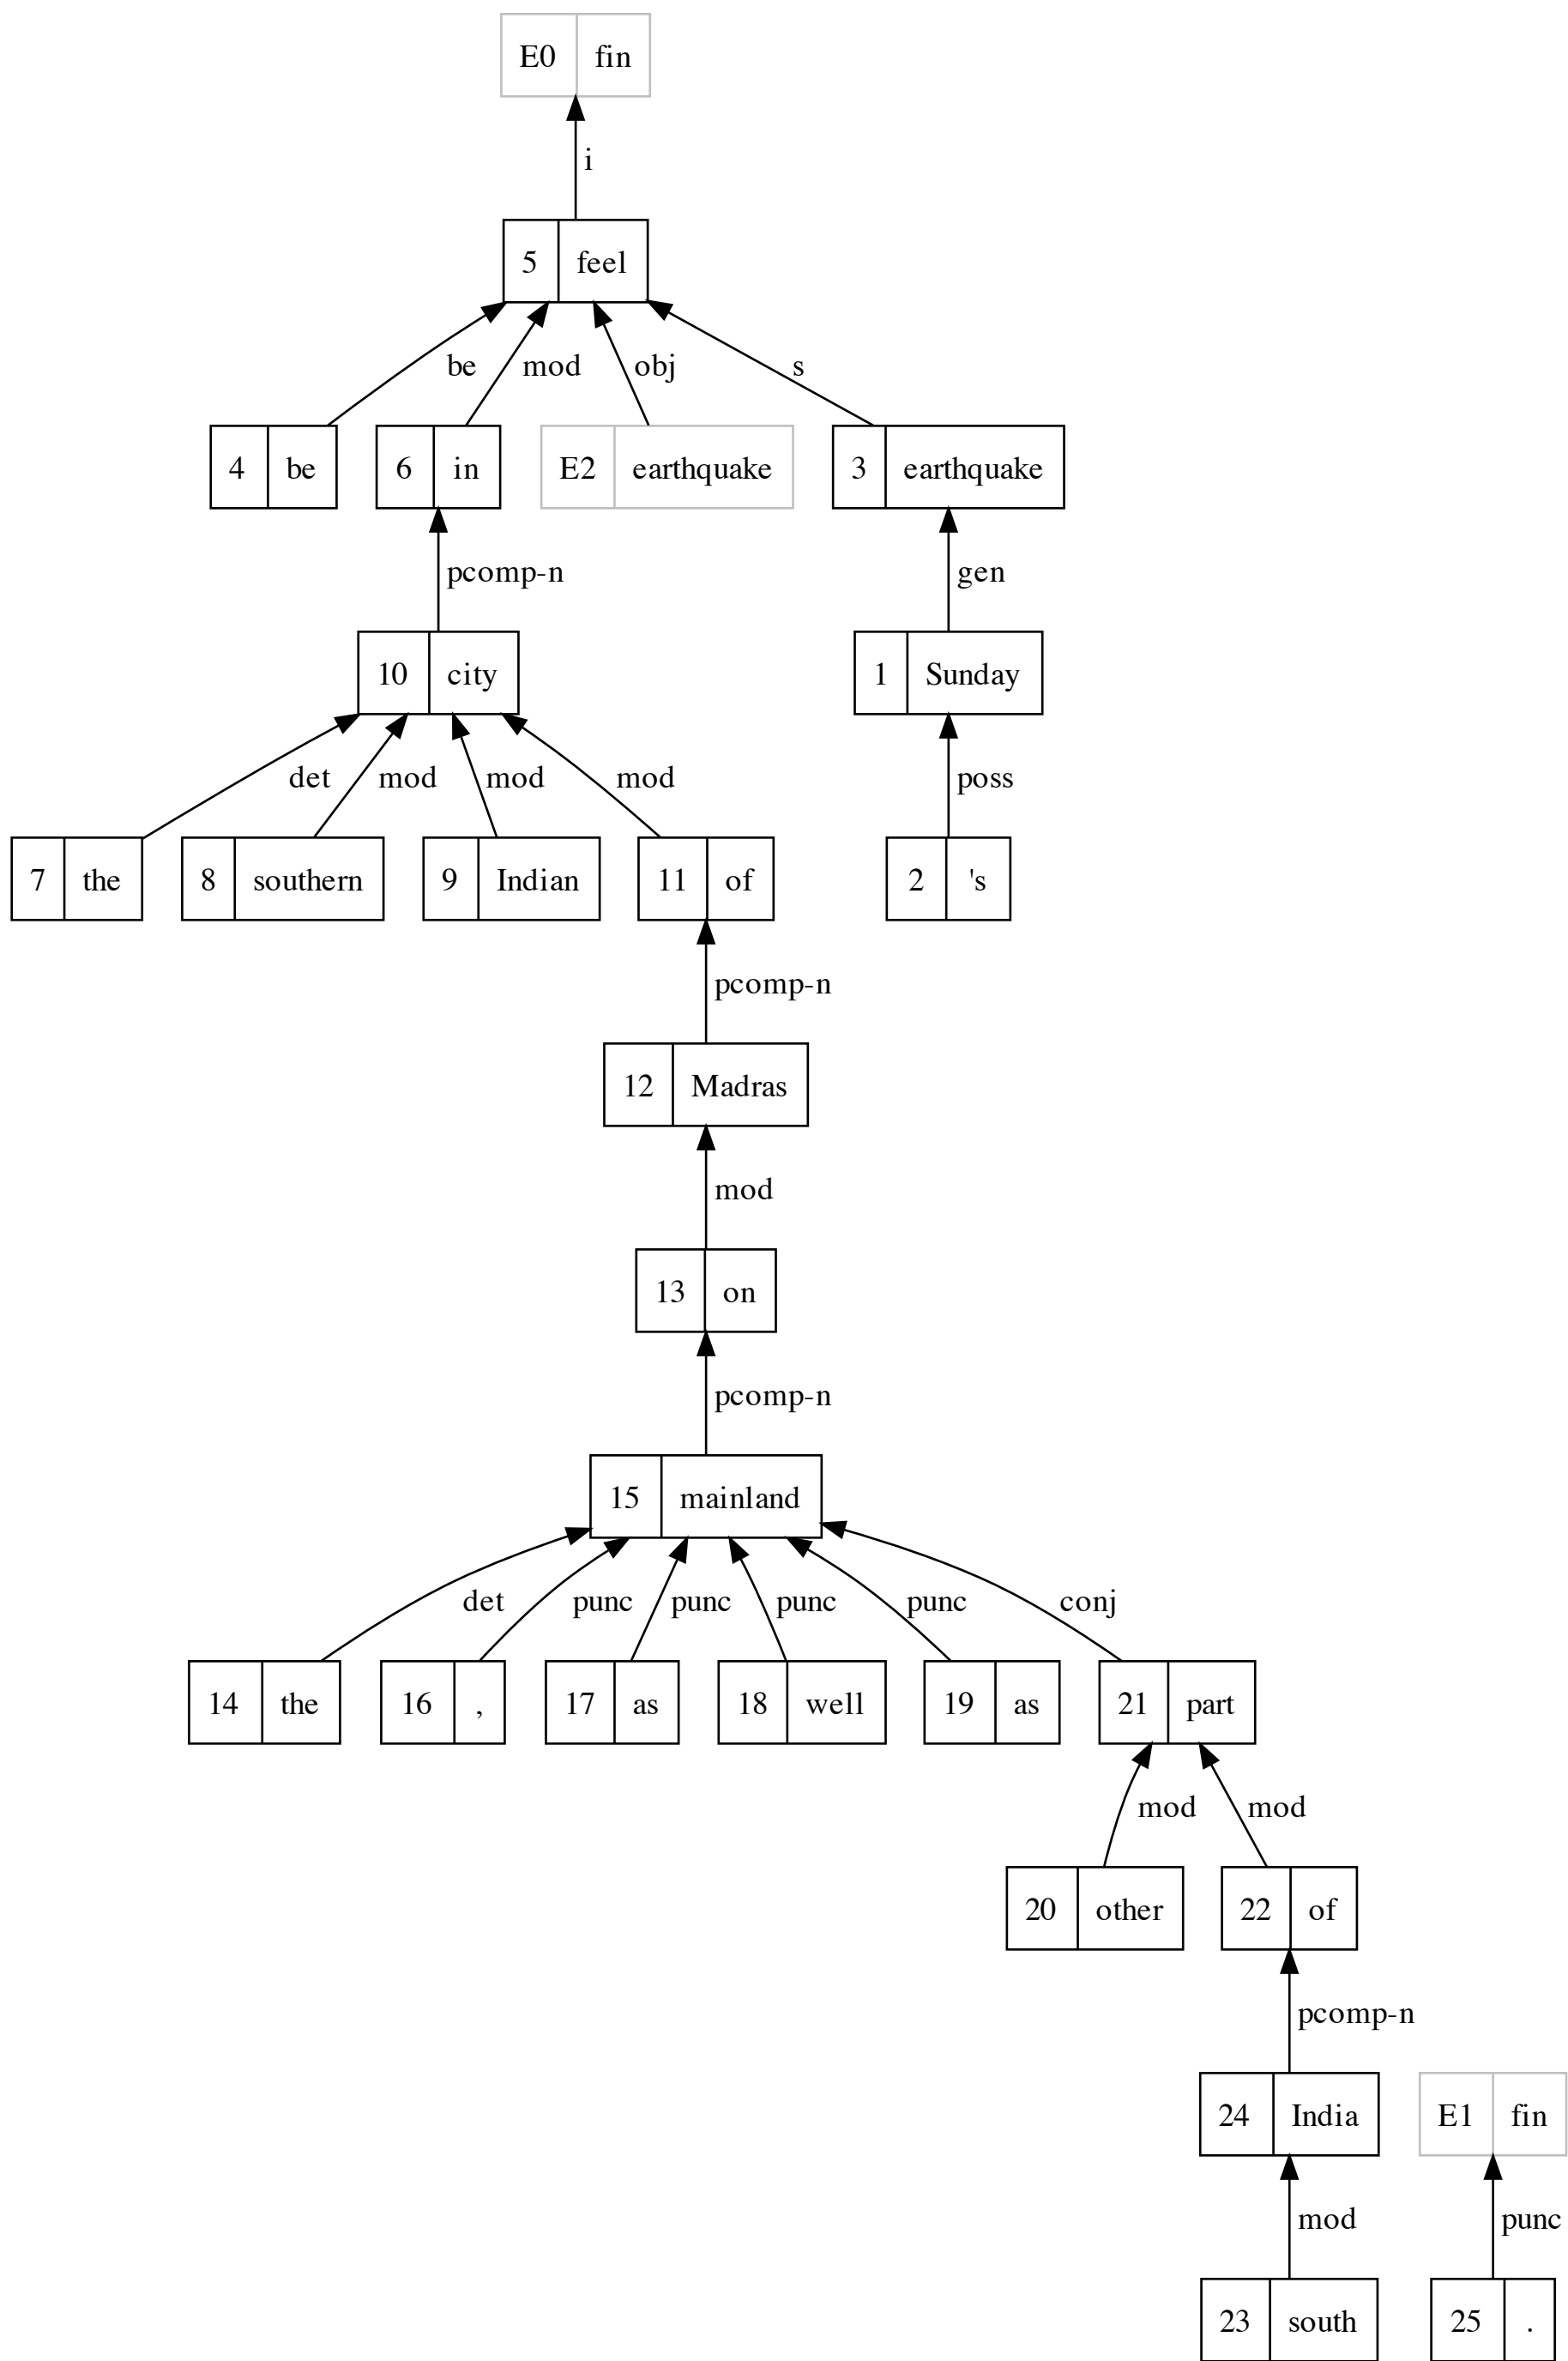 E0 fin
i
5 feel
be mod obj s
4 be 6 in E2 earthquake 3 earthquake
pcomp-n gen
10 city 1 Sunday
det mod mod mod poss
7 the 8 southern 9 Indian 11 of 2 's
pcomp-n
12 Madras
mod
13 on
pcomp-n
15 mainland
det punc punc punc punc conj
14 the 16 , 17 as 18 well 19 as 21 part
mod mod
20 other 22 of
pcomp-n
24 India E1 fin
mod punc
23 south 25 .